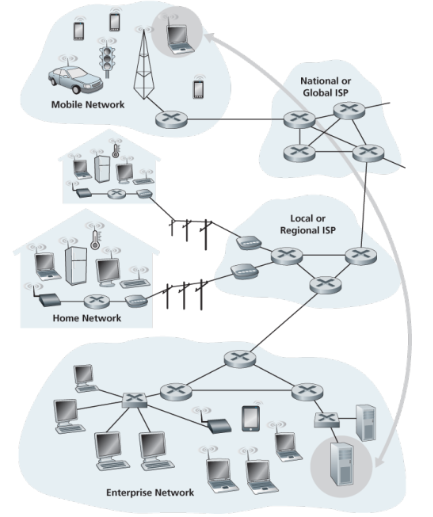 Mobile Network
National or
Global ISP
Local or
Regional ISP
Home Network
Enterprise Network